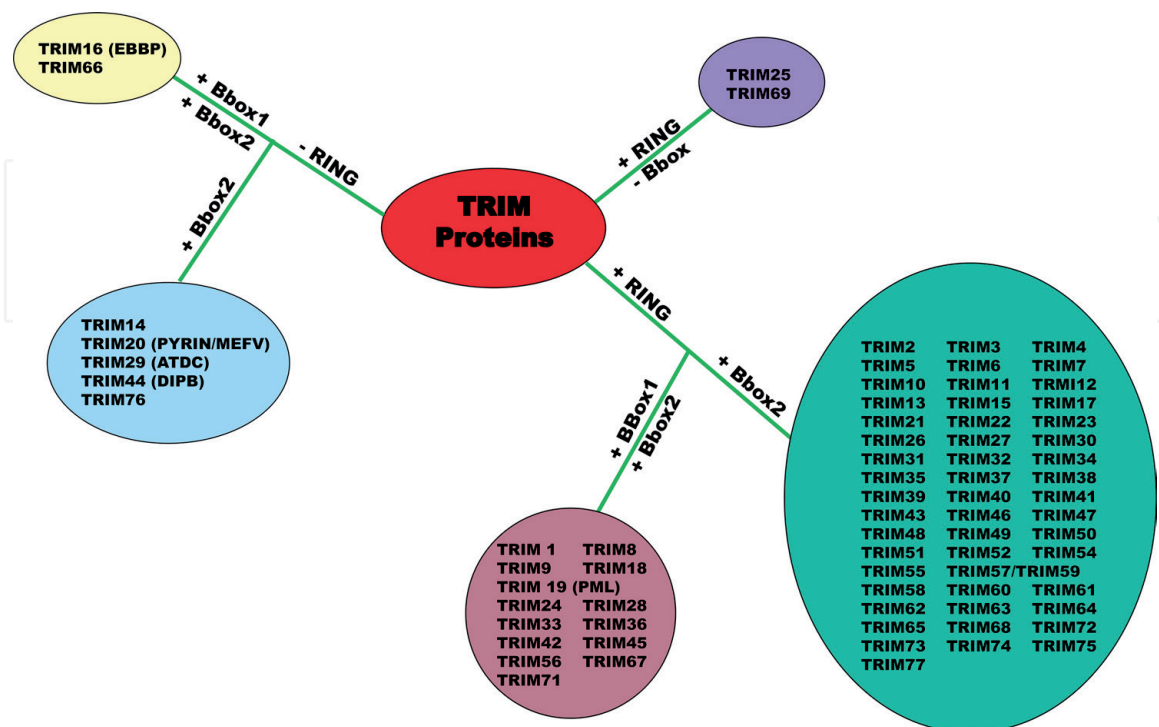 TRIM16 (EBBP)
TRIM66
+ Bbox1
+ Bbox2
- RING
+ Bbox2
TRIM14
TRIM20 (PYRIN/MEFV)
TRIM29 (ATDC)
TRIM44 (DIPB)
TRIM76
TRIM
Proteins
TRIM25
TRIM69
+ RING
- Bbox
+ RING
+ BBox1
+ Bbox2
+ Bbox2
TRIM 1 TRIM8
TRIM9 TRIM18
TRIM 19 (PML)
TRIM24 TRIM28
TRIM33 TRIM36
TRIM42 TRIM45
TRIM56 TRIM67
TRIM71
TRIM2 TRIM3 TRIM4
TRIM5 TRIM6 TRIM7
TRIM10 TRIM11 TRMI12
TRIM13 TRIM15 TRIM17
TRIM21 TRIM22 TRIM23
TRIM26 TRIM27 TRIM30
TRIM31 TRIM32 TRIM34
TRIM35 TRIM37 TRIM38
TRIM39 TRIM40 TRIM41
TRIM43 TRIM46 TRIM47
TRIM48 TRIM49 TRIM50
TRIM51 TRIM52 TRIM54
TRIM55 TRIM57/TRIM59
TRIM58 TRIM60 TRIM61
TRIM62 TRIM63 TRIM64
TRIM65 TRIM68 TRIM72
TRIM73 TRIM74 TRIM75
TRIM77